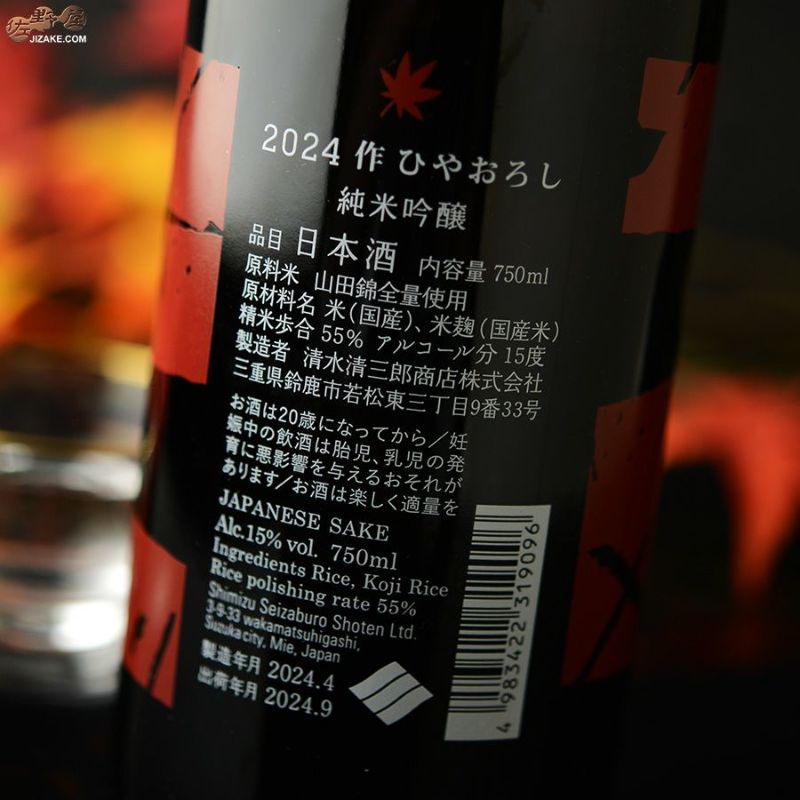 佐野屋
JIZAKE.COM
2024 作 ひやおろし
純米吟醸
品目 日本酒 内容量 750ml
原料米 山田錦全量使用
原材料名 米(国産)、米麹(国産米)
精米歩合 55% アルコール分 15度
製造者 清水清三郎商店株式会社
三重県鈴鹿市若松東三丁目9番33号
お酒は20歳になってから/妊
娠中の飲酒は胎児、乳児の発
育に悪影響を与えるおそれが
あります/お酒は楽しく適量を
JAPANESE SAKE
Alc.15% vol. 750ml
Ingredients Rice, Koji Rice
Rice polishing rate 55%
Shimizu Seizaburo Shoten Ltd.
3-9-33 wakamatsuhigashi,
Suzuka city, Mie, Japan
製造年月 2024.4
出荷年月 2024.9
4 983422 319096